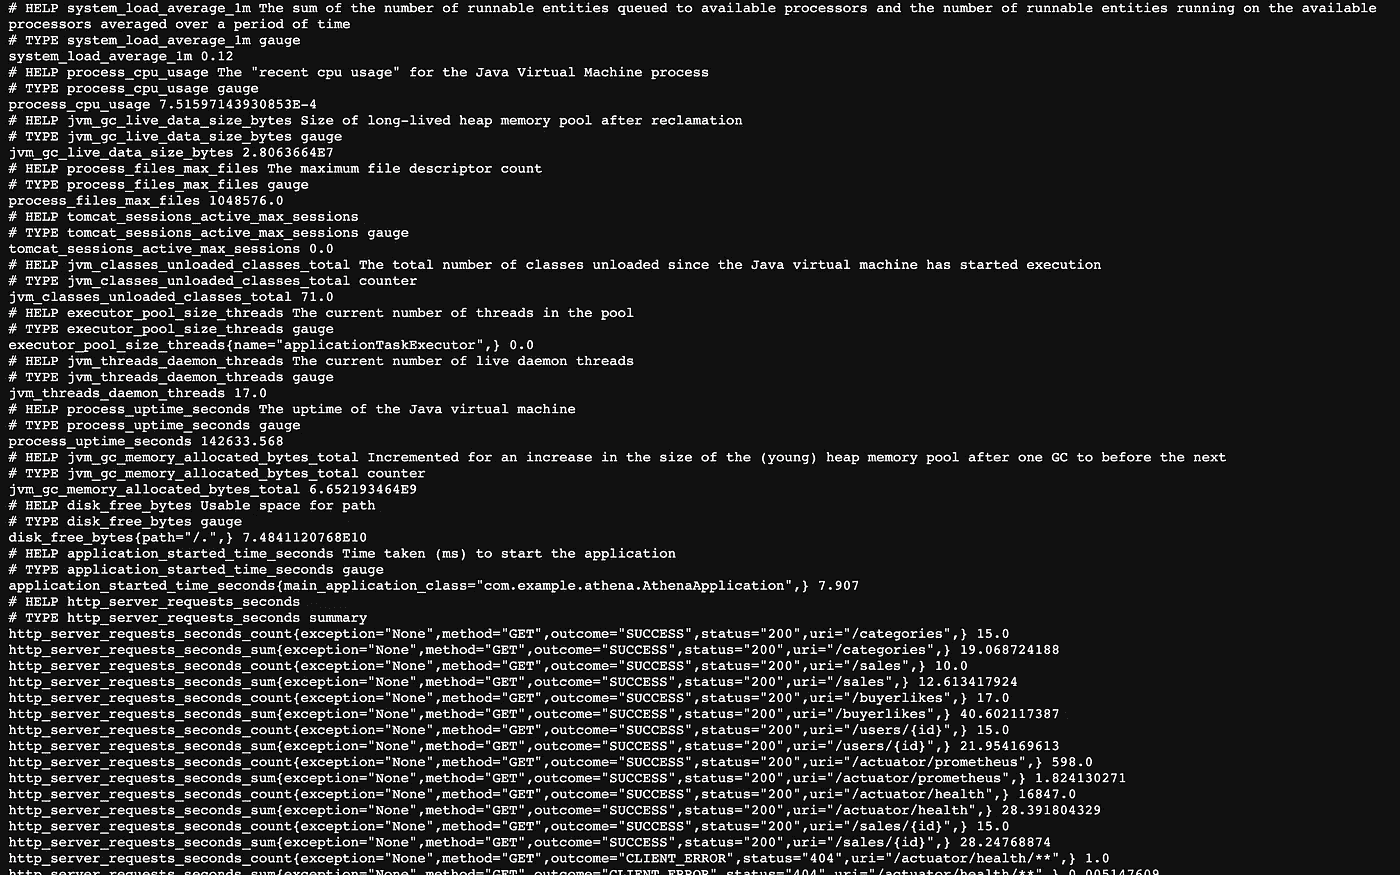 # HELP system_load_average_1m The sum of the number of runnable entities queued to available processors and the number of runnable entities running on the available
processors averaged over a period of time
# TYPE system_load_average_1m gauge
system_load_average_1m 0.12
# HELP process_cpu_usage The "recent cpu usage" for the Java Virtual Machine process
# TYPE process_cpu_usage gauge
process_cpu_usage 7.51597143930853E-4
# HELP jvm_gc_live_data_size_bytes Size of long-lived heap memory pool after reclamation
# TYPE jvm_gc_live_data_size_bytes gauge
jvm_gc_live_data_size_bytes 2.8063664E7
# HELP process_files_max_files The maximum file descriptor count
# TYPE process_files_max_files gauge
process_files_max_files 1048576.0
# HELP tomcat_sessions_active_max_sessions
# TYPE tomcat_sessions_active_max_sessions gauge
tomcat_sessions_active_max_sessions 0.0
# HELP jvm_classes_unloaded_classes_total The total number of classes unloaded since the Java virtual machine has started execution
# TYPE jvm_classes_unloaded_classes_total counter
jvm_classes_unloaded_classes_total 71.0
# HELP executor_pool_size_threads The current number of threads in the pool
# TYPE executor_pool_size_threads gauge
executor_pool_size_threads{name="applicationTaskExecutor",} 0.0
# HELP jvm_threads_daemon_threads The current number of live daemon threads
# TYPE jvm_threads_daemon_threads gauge
jvm_threads_daemon_threads 17.0
# HELP process_uptime_seconds The uptime of the Java virtual machine
# TYPE process_uptime_seconds gauge
process_uptime_seconds 142633.568
# HELP jvm_gc_memory_allocated_bytes_total Incremented for an increase in the size of the (young) heap memory pool after one GC to before the next
# TYPE jvm_gc_memory_allocated_bytes_total counter
jvm_gc_memory_allocated_bytes_total 6.652193464E9
# HELP disk_free_bytes Usable space for path
# TYPE disk_free_bytes gauge
disk_free_bytes{path="/.",} 7.4841120768E10
# HELP application_started_time_seconds Time taken (ms) to start the application
# TYPE application_started_time_seconds gauge
application_started_time_seconds{main_application_class="com.example.athena.AthenaApplication",} 7.907
# HELP http_server_requests_seconds
# TYPE http_server_requests_seconds summary
http_server_requests_seconds_count{exception="None",method="GET",outcome="SUCCESS",status="200",uri="/categories",} 15.0
http_server_requests_seconds_sum{exception="None",method="GET",outcome="SUCCESS",status="200",uri="/categories",} 19.068724188
http_server_requests_seconds_count{exception="None",method="GET",outcome="SUCCESS",status="200",uri="/sales",} 10.0
http_server_requests_seconds_sum{exception="None",method="GET",outcome="SUCCESS",status="200",uri="/sales",} 12.613417924
http_server_requests_seconds_count{exception="None",method="GET",outcome="SUCCESS",status="200",uri="/buyerlikes",} 17.0
http_server_requests_seconds_sum{exception="None",method="GET",outcome="SUCCESS",status="200",uri="/buyerlikes",} 40.602117387
http_server_requests_seconds_count{exception="None",method="GET",outcome="SUCCESS",status="200",uri="/users/{id}",} 15.0
http_server_requests_seconds_sum{exception="None",method="GET",outcome="SUCCESS",status="200",uri="/users/{id}",} 21.954169613
http_server_requests_seconds_count{exception="None",method="GET",outcome="SUCCESS",status="200",uri="/actuator/prometheus",} 598.0
http_server_requests_seconds_sum{exception="None",method="GET",outcome="SUCCESS",status="200",uri="/actuator/prometheus",} 1.824130271
http_server_requests_seconds_count{exception="None",method="GET",outcome="SUCCESS",status="200",uri="/actuator/health",} 16847.0
http_server_requests_seconds_sum{exception="None",method="GET",outcome="SUCCESS",status="200",uri="/actuator/health",} 28.391804329
http_server_requests_seconds_count{exception="None",method="GET",outcome="SUCCESS",status="200",uri="/sales/{id}",} 15.0
http_server_requests_seconds_sum{exception="None",method="GET",outcome="SUCCESS",status="200",uri="/sales/{id}",} 28.24768874
http_server_requests_seconds_count{exception="None",method="GET",outcome="CLIENT_ERROR",status="404",uri="/actuator/health/**",} 1.0
http_server_requests_seconds_sum{exception="None",method="GET",outcome="CLIENT_ERROR",status="404",uri="/actuator/health/**",} 0.005147609